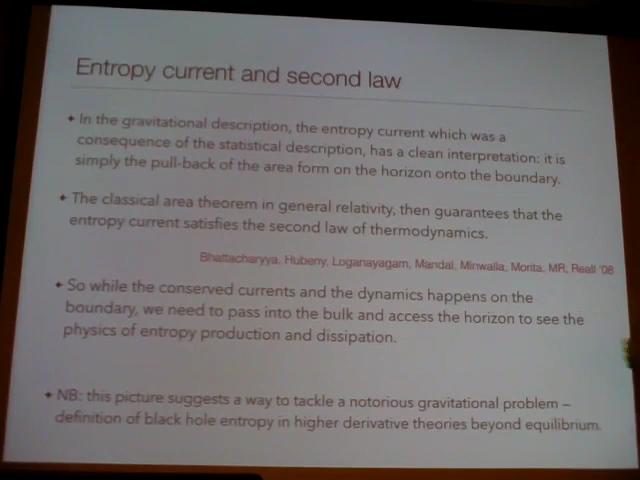 Entropy current and second law
✦ In the gravitational description, the entropy current which was a
consequence of the statistical description, has a clean interpretation: it is
simply the pull-back of the area form on the horizon onto the boundary.
✦ The classical area theorem in general relativity, then guarantees that the
entropy current satisfies the second law of thermodynamics.
Bhattacharyya, Hubeny, Loganayagam, Mandal, Minwalla, Morita, MR, Reall '08
✦ So while the conserved currents and the dynamics happens on the
boundary, we need to pass into the bulk and access the horizon to see the
physics of entropy production and dissipation.
✦ NB: this picture suggests a way to tackle a notorious gravitational problem –
definition of black hole entropy in higher derivative theories beyond equilibrium.